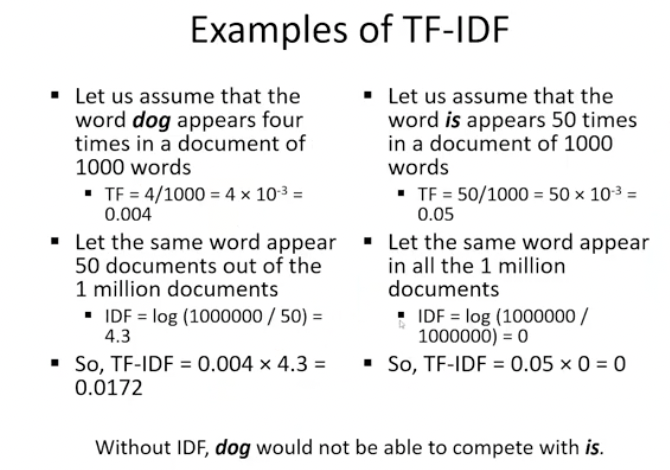 Examples of TF-IDF
▪ Let us assume that the
word dog appears four
times in a document of
1000 words
▪ TF = 4/1000 = 4 × 10⁻³ =
0.004
▪ Let the same word appear
50 documents out of the
1 million documents
▪ IDF = log (1000000 / 50) =
4.3
▪ So, TF-IDF = 0.004 × 4.3 =
0.0172
▪ Let us assume that the
word is appears 50 times
in a document of 1000
words
▪ TF = 50/1000 = 50 × 10⁻³ =
0.05
▪ Let the same word appear
in all the 1 million
documents
▪ IDF = log (1000000 /
1000000) = 0
▪ So, TF-IDF = 0.05 × 0 = 0
Without IDF, dog would not be able to compete with is.